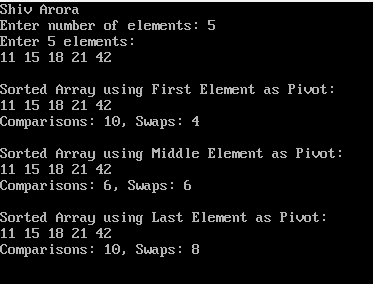 Shiv Arora
Enter number of elements: 5
Enter 5 elements:
11 15 18 21 42
Sorted Array using First Element as Pivot:
11 15 18 21 42
Comparisons: 10, Swaps: 4
Sorted Array using Middle Element as Pivot:
11 15 18 21 42
Comparisons: 6, Swaps: 6
Sorted Array using Last Element as Pivot:
11 15 18 21 42
Comparisons: 10, Swaps: 8